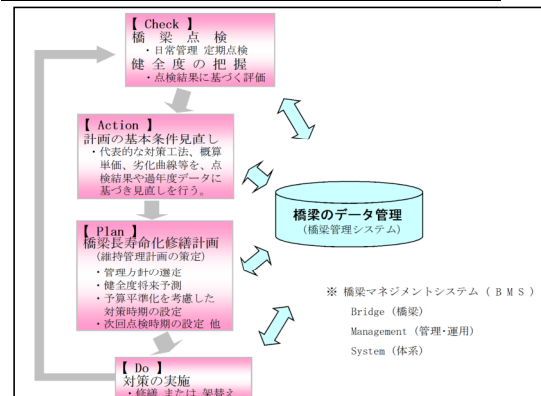 【 Check 】
橋 梁 点 検
・日常管理 定期点検
健 全 度 の 把 握
・点検結果に基づく評価
【 Action 】
計画の基本条件見直し
・代表的な対策工法、概算
単価、劣化曲線等を、点
検結果や過年度データに
基づき見直しを行う。
【 Plan 】
橋梁長寿命化修繕計画
(維持管理計画の策定)
・管理方針の選定
・健全度将来予測
・予算平準化を考慮した
対策時期の設定
・次回点検時期の設定 他
【 Do 】
対策の実施
・修繕 または 架替え
橋梁のデータ管理
(橋梁管理システム)
※ 橋梁マネジメントシステム ( BMS )
Bridge (橋梁)
Management (管理・運用)
System (体系)